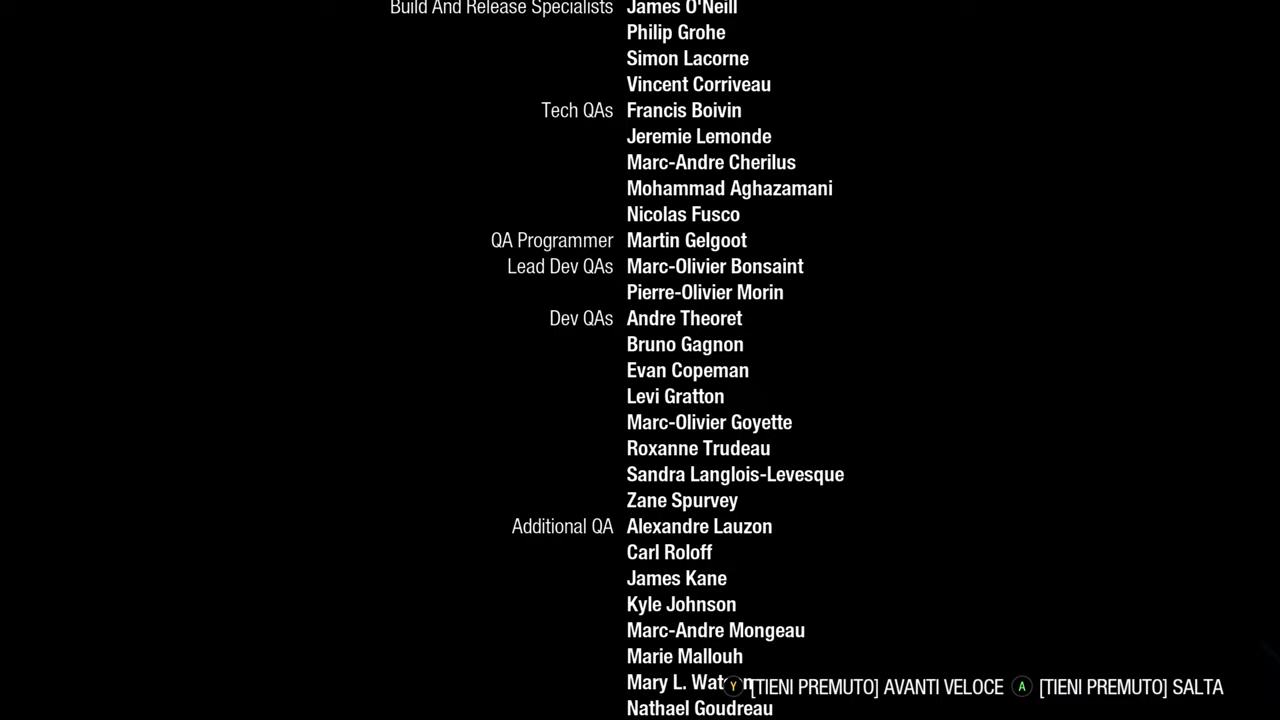 Build And Release Specialists James O'Neill
Philip Grohe
Simon Lacorne
Vincent Corriveau
Tech QAs Francis Boivin
Jeremie Lemonde
Marc-Andre Cherilus
Mohammad Aghazamani
Nicolas Fusco
QA Programmer Martin Gelgoot
Lead Dev QAs Marc-Olivier Bonsaint
Pierre-Olivier Morin
Dev QAs Andre Theoret
Bruno Gagnon
Evan Copeman
Levi Gratton
Marc-Olivier Goyette
Roxanne Trudeau
Sandra Langlois-Levesque
Zane Spurvey
Additional QA Alexandre Lauzon
Carl Roloff
James Kane
Kyle Johnson
Marc-Andre Mongeau
Marie Mallouh
Mary L.
Y [TIENI PREMUTO] AVANTI VELOCE A [TIENI PREMUTO] SALTA
Nathael Goudreau